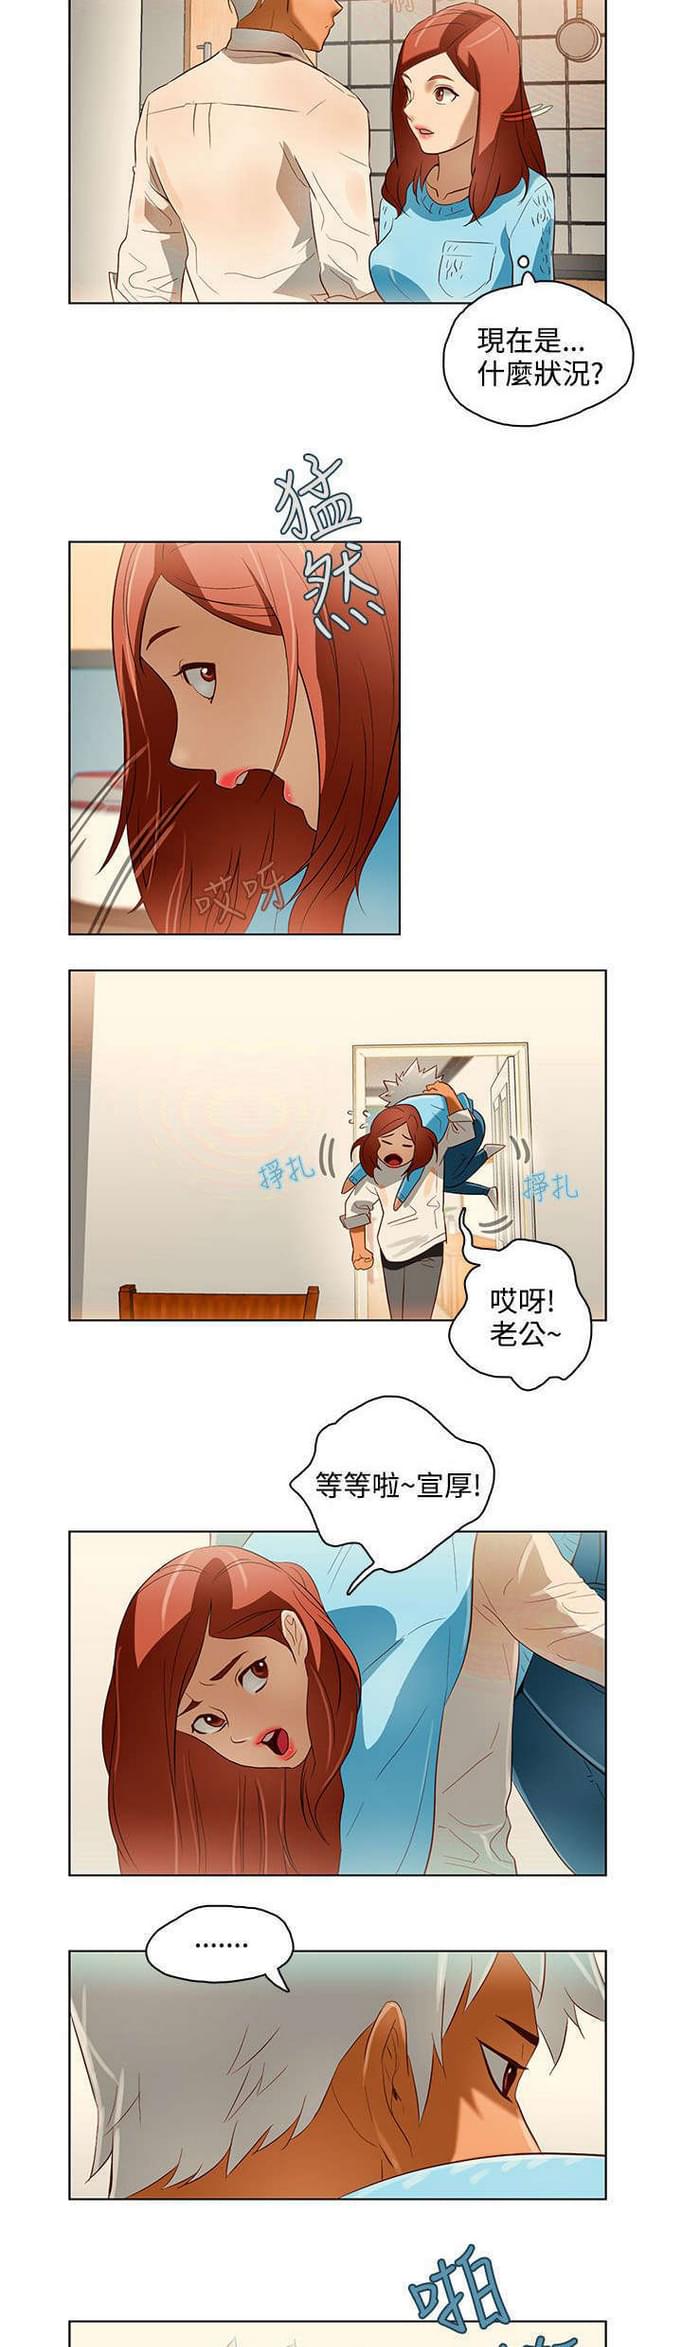 現在是…
什麼狀況?
猛
然
哎呀
掙扎
掙扎
哎呀!
老公~
等等啦~宣厚!
.......
啪